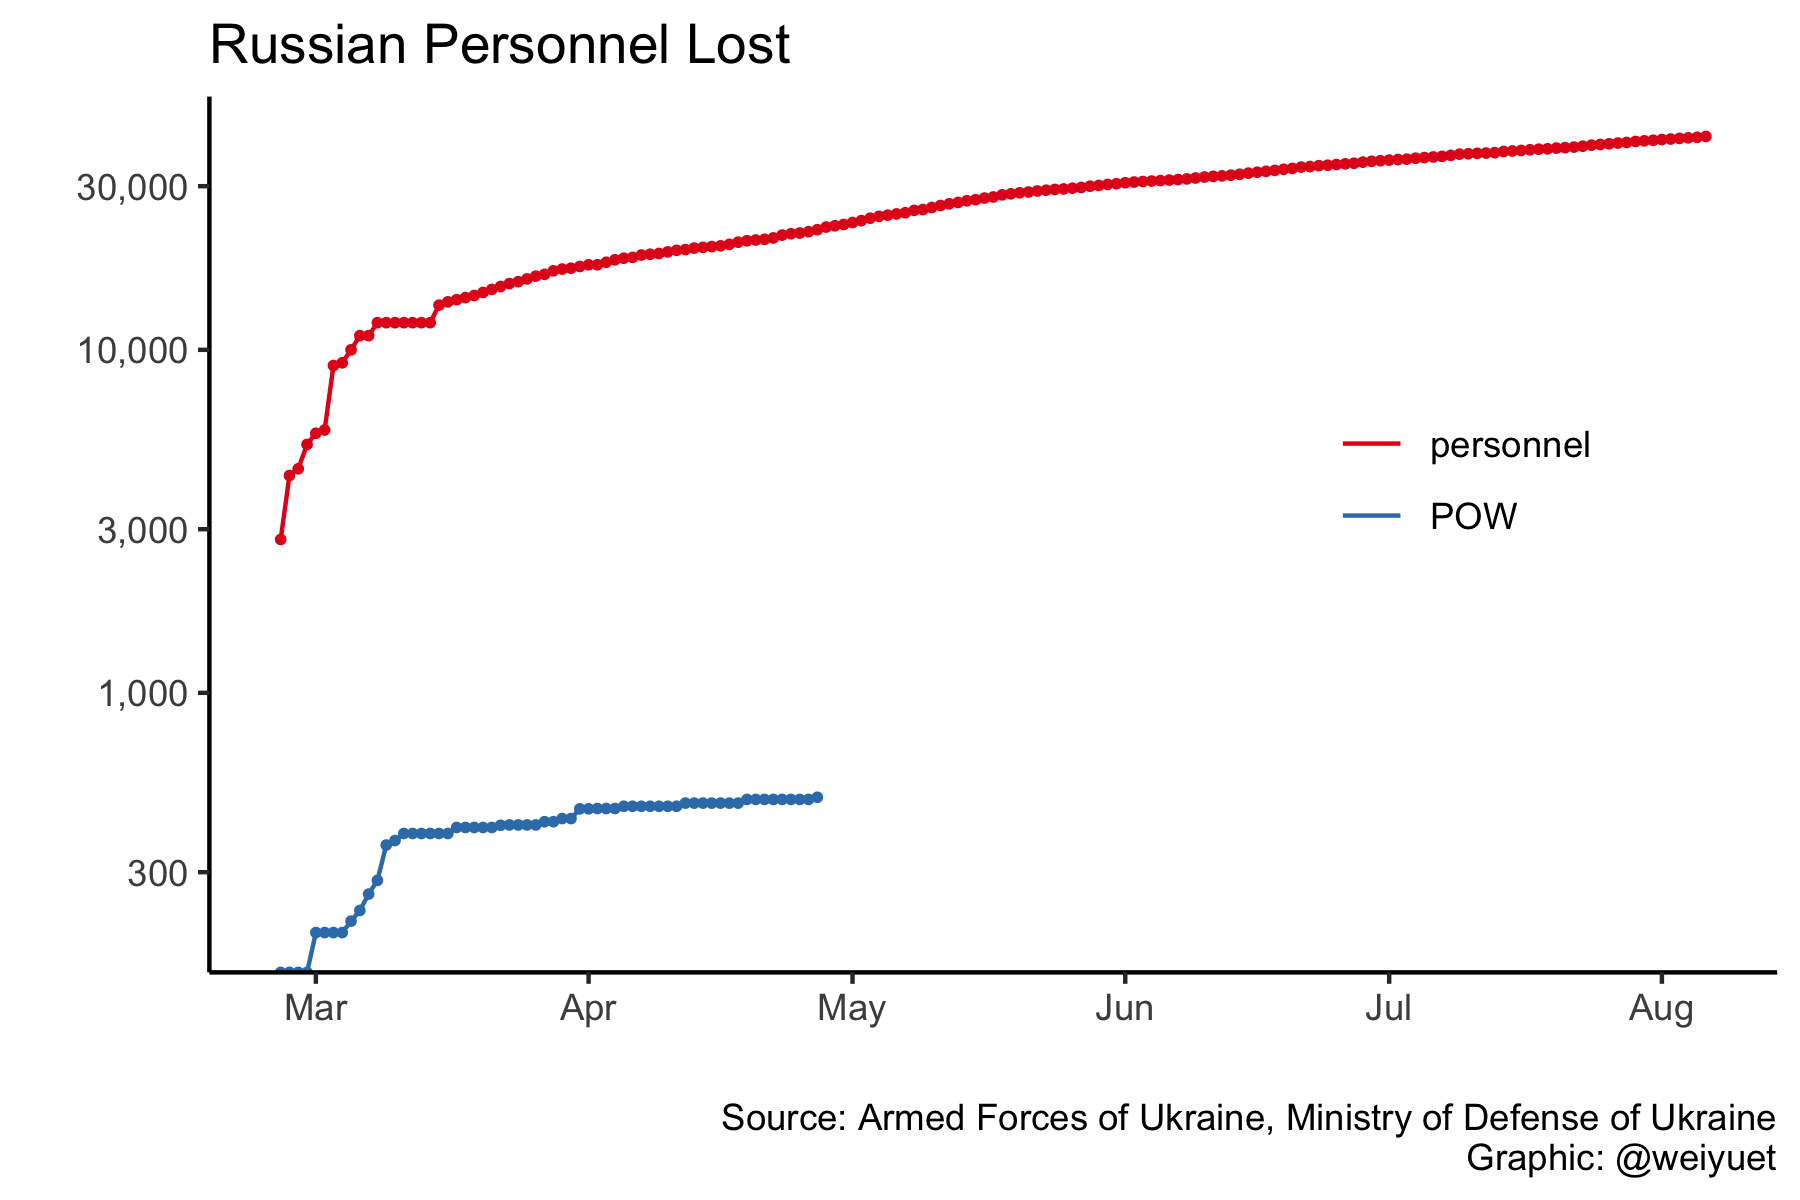 Russian Personnel Lost
30,000
10,000
3,000
1,000
300
personnel
POW
Mar Apr May Jun Jul Aug
Source: Armed Forces of Ukraine, Ministry of Defense of Ukraine
Graphic: @weiyuet